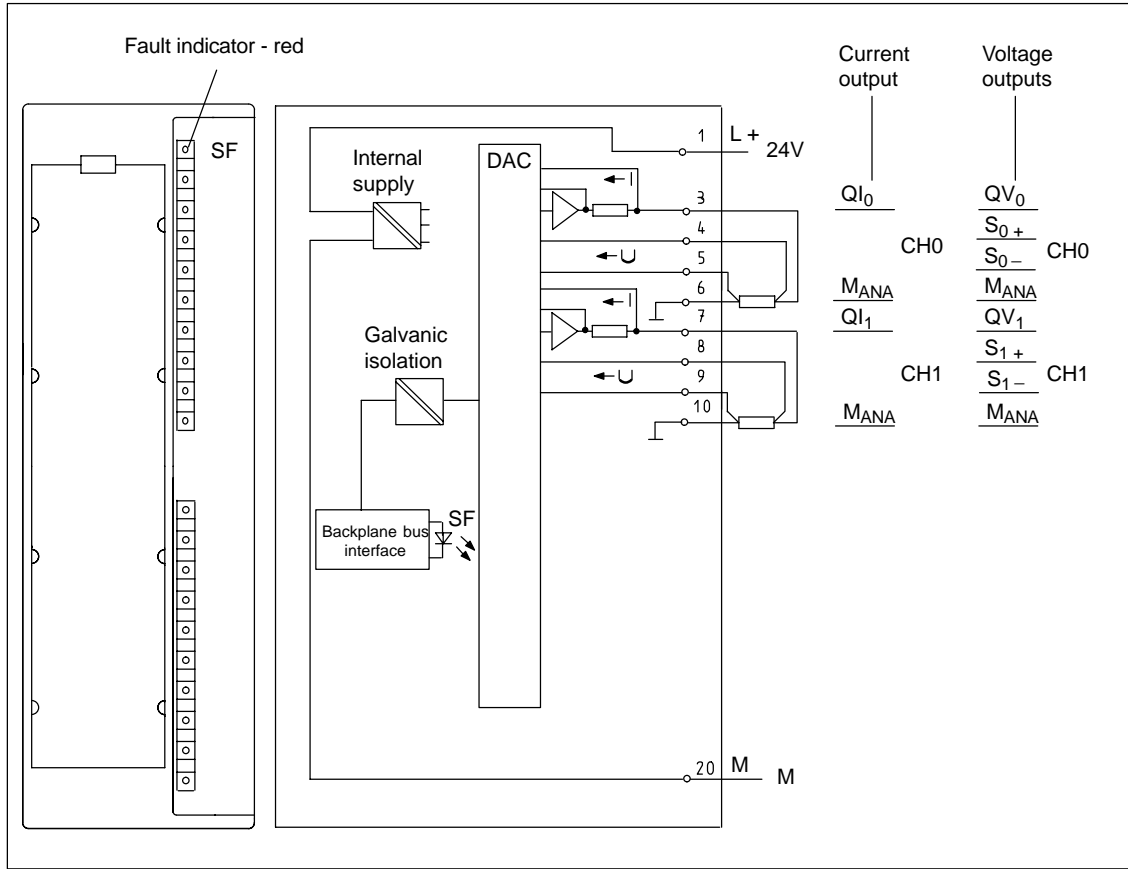 Fault indicator - red
SF
Current output
Voltage outputs
1 L +
24V
Internal supply
DAC
I
3
4
U
5
6
I
7
8
U
9
10
QI0
QV0
S0 +
CH0
S0 –
CH0
MANA
MANA
QI1
QV1
S1 +
CH1
S1 –
CH1
MANA
MANA
Galvanic isolation
Backplane bus interface
SF
20 M
M